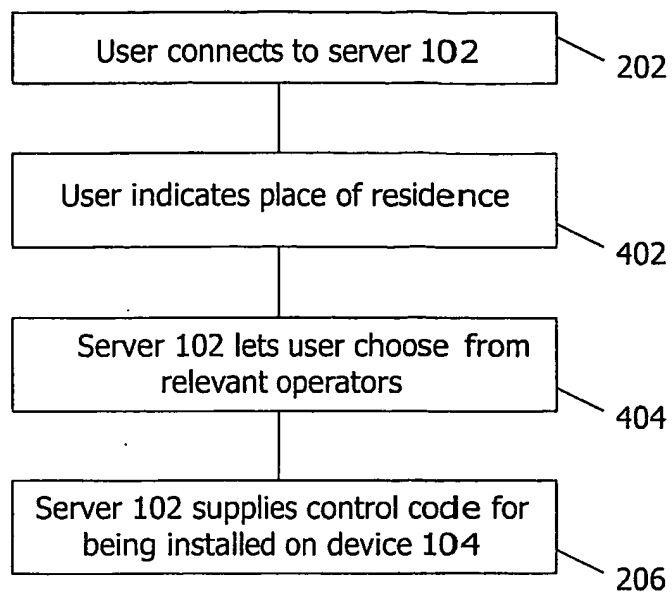 User connects to server 102
202
User indicates place of residence
402
Server 102 lets user choose from
relevant operators
404
Server 102 supplies control code for
being installed on device 104
206